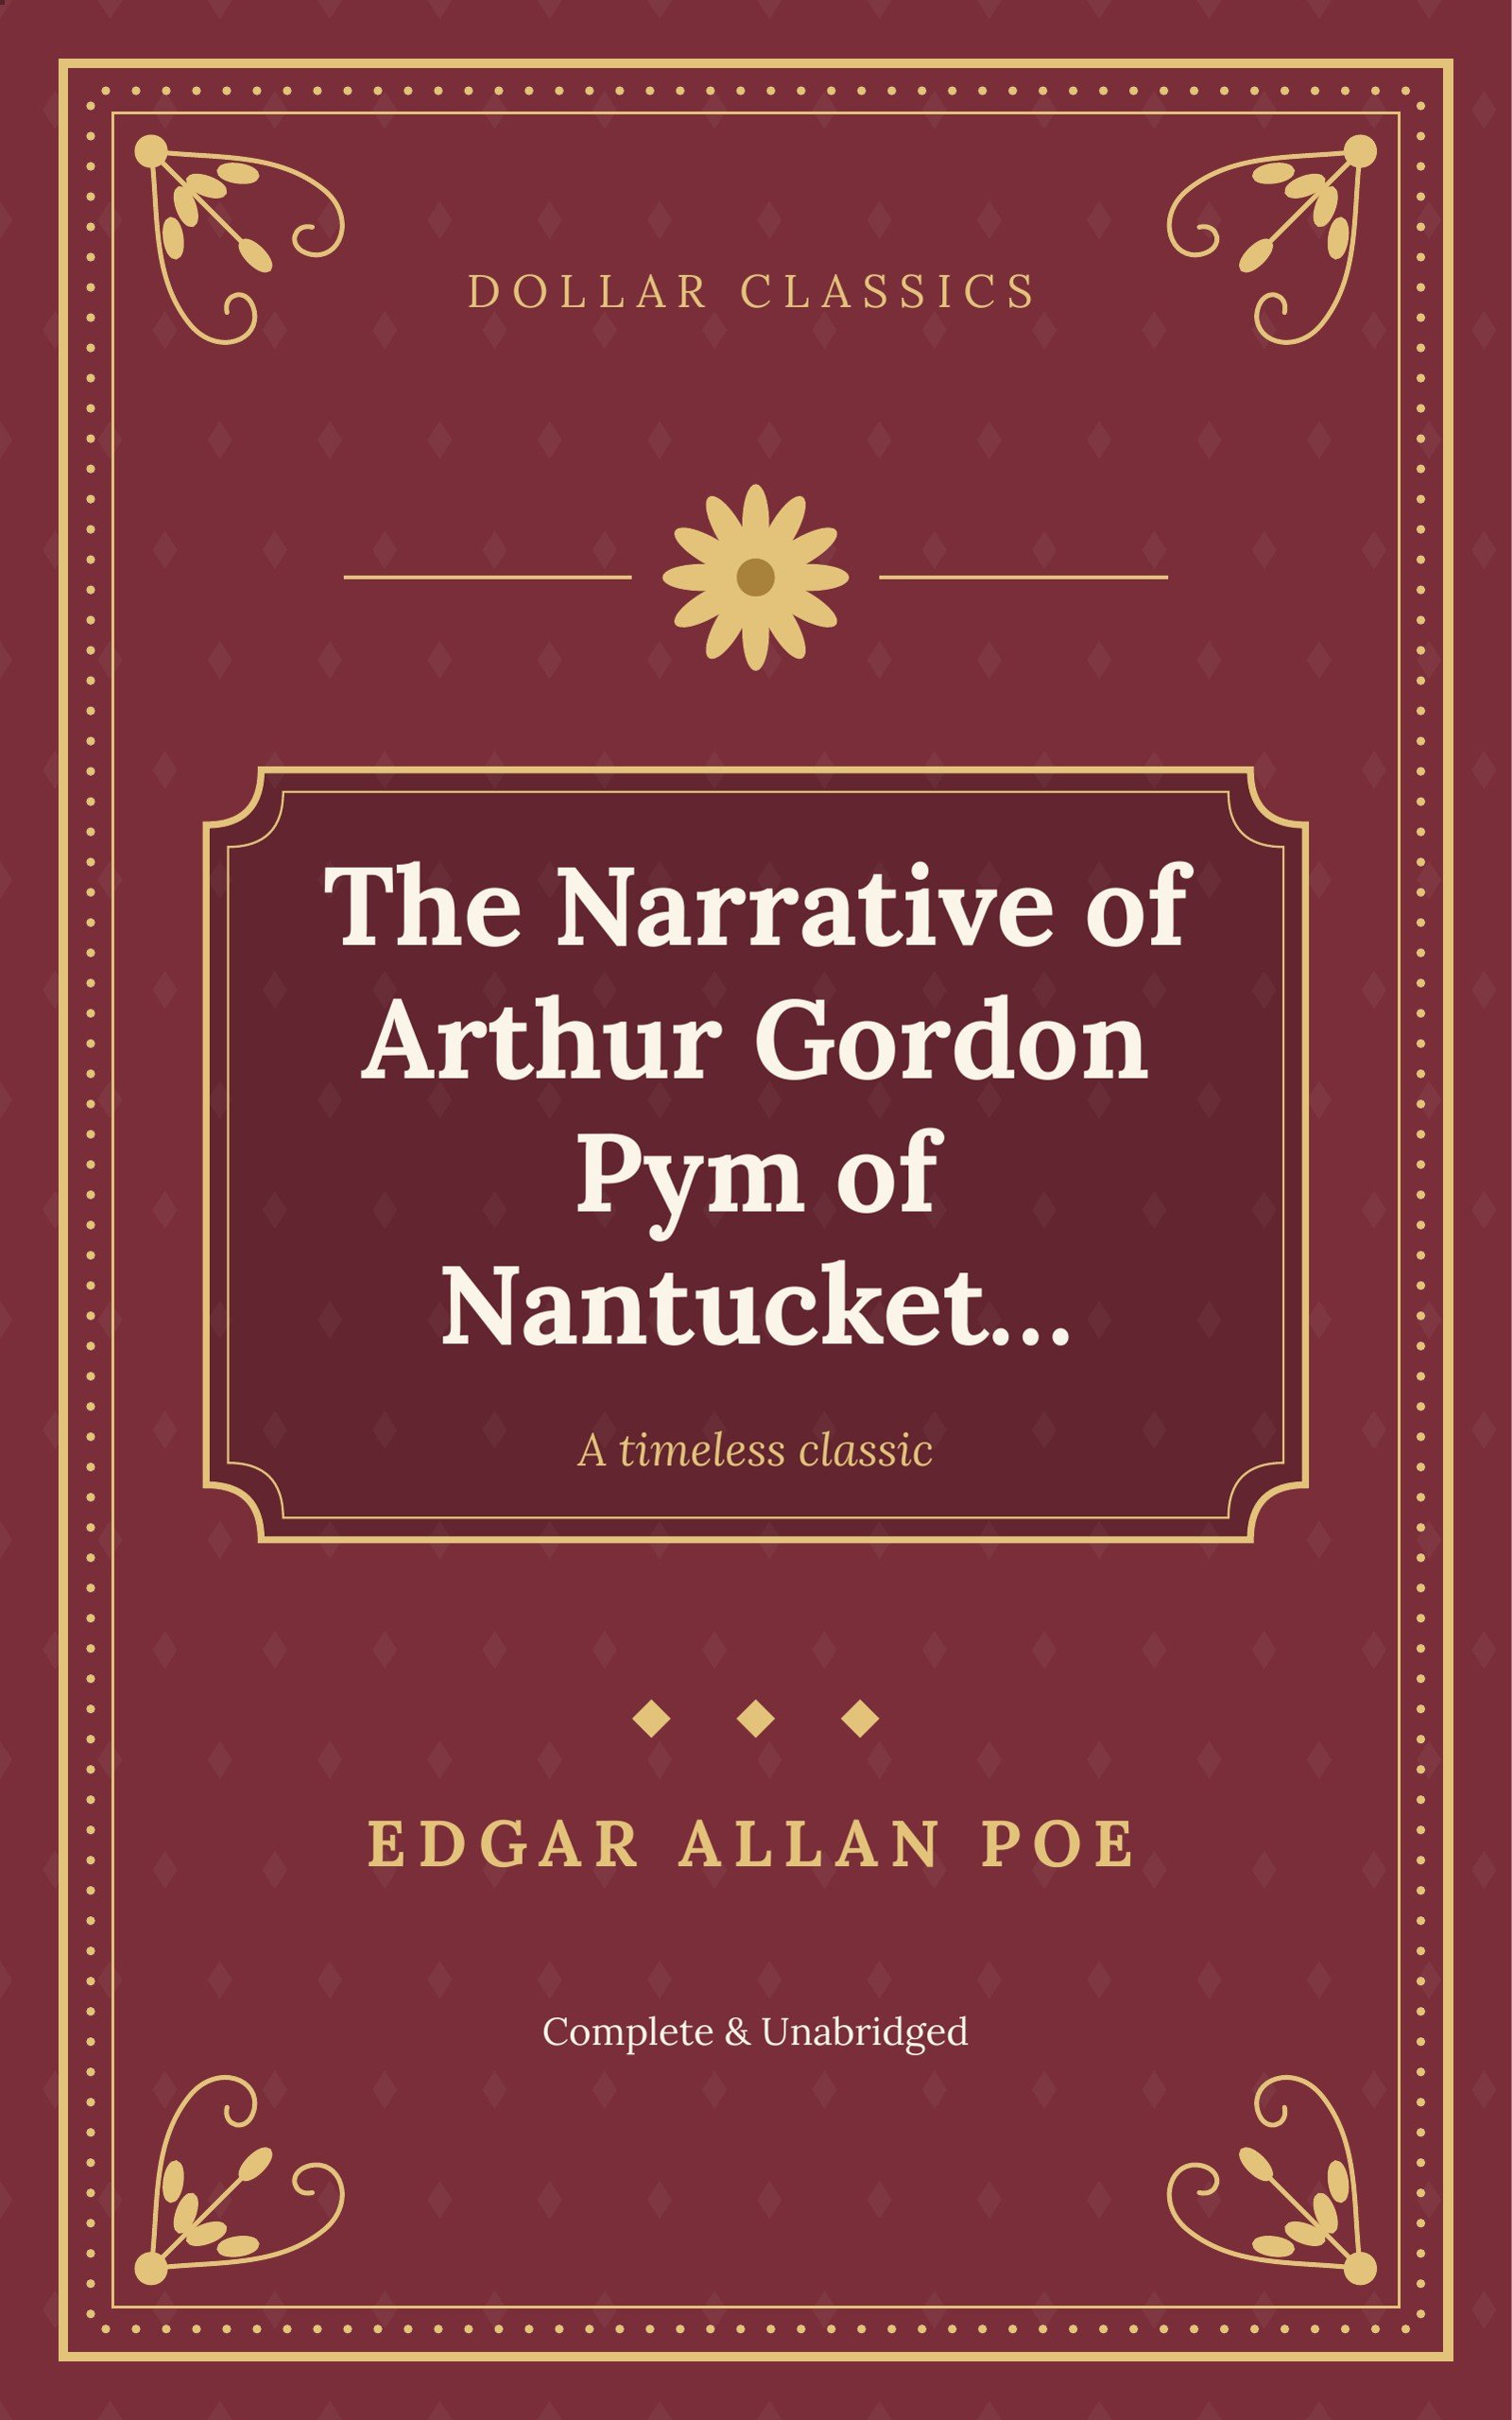 DOLLAR CLASSICS
The Narrative of
Arthur Gordon
Pym of
Nantucket...
A timeless classic
EDGAR ALLAN POE
Complete & Unabridged